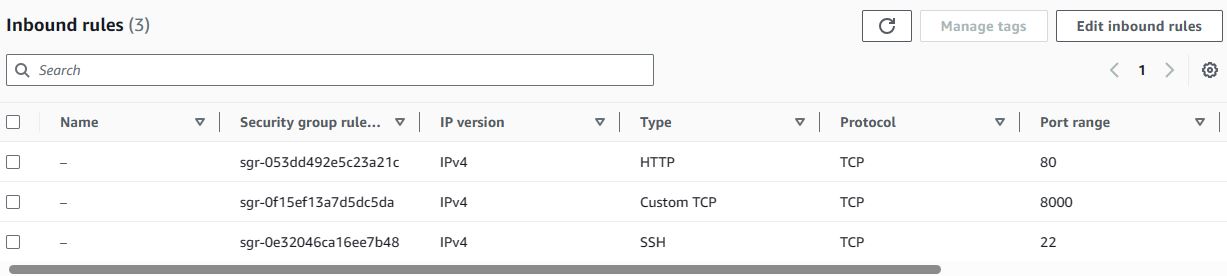 Inbound rules (3)
Manage tags
Edit inbound rules
Search
1
Name Security group rule... IP version Type Protocol Port range
– sgr-053dd492e5c23a21c IPv4 HTTP TCP 80
– sgr-0f15ef13a7d5dc5da IPv4 Custom TCP TCP 8000
– sgr-0e32046ca16ee7b48 IPv4 SSH TCP 22